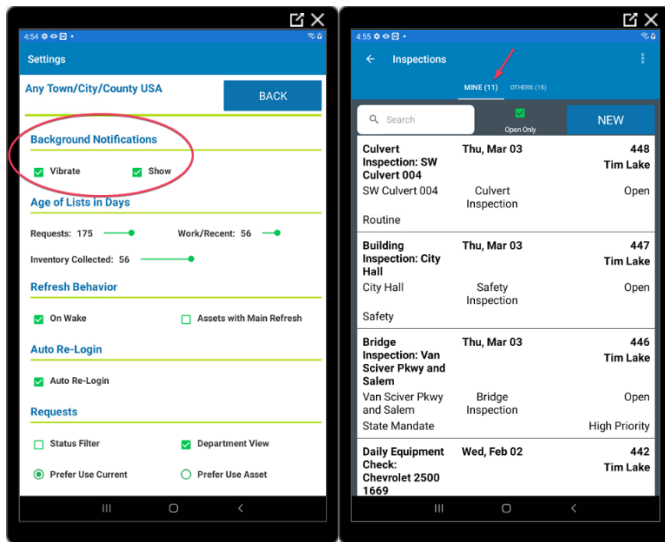 4:54
Settings
Any Town/City/County USA
BACK
Background Notifications
Vibrate
Show
Age of Lists in Days
Requests: 175
Work/Recent: 56
Inventory Collected: 56
Refresh Behavior
On Wake
Assets with Main Refresh
Auto Re-Login
Auto Re-Login
Requests
Status Filter
Department View
Prefer Use Current
Prefer Use Asset
4:55
Inspections
MINE (11) OTHERS (15)
Search
Open Only
NEW
Culvert Thu, Mar 03 448
Inspection: SW Tim Lake
Culvert 004
SW Culvert 004 Culvert Open
Inspection
Routine
Building Thu, Mar 03 447
Inspection: City Tim Lake
Hall
City Hall Safety Open
Inspection
Safety
Bridge Thu, Mar 03 446
Inspection: Van Tim Lake
Sciver Pkwy and
Salem
Van Sciver Pkwy Bridge Open
and Salem Inspection
State Mandate High Priority
Daily Equipment Wed, Feb 02 442
Check: Tim Lake
Chevrolet 2500
1669